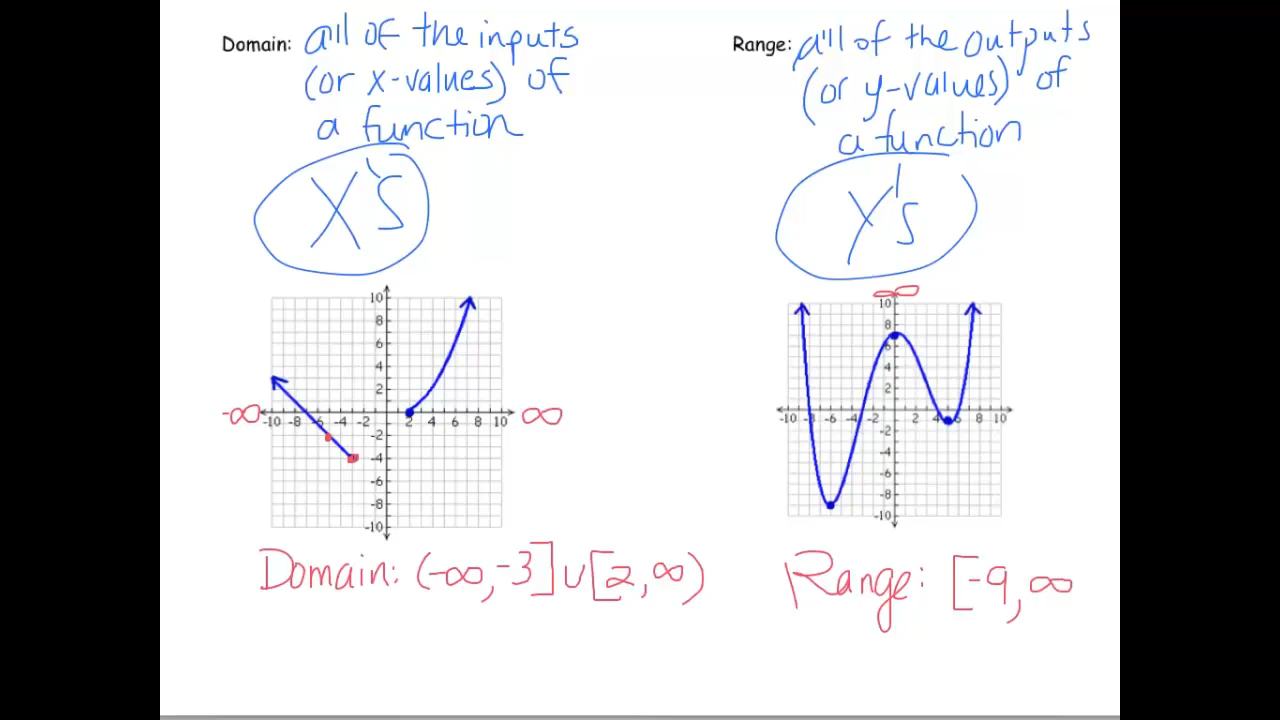 Domain: all of the inputs
(or x-values) of
a function
X's
Range: all of the outputs
(or y-values) of
a function
Y's
10
8
6
4
2
-∞ -10 -8 -6 -4 -2 2 4 6 8 10 ∞
-2
-4
-6
-8
-10
Domain: (-∞, -3] ∪ [2, ∞)
∞
10
8
6
4
2
-10 -8 -6 -4 -2 2 4 6 8 10
-2
-4
-6
-8
-10
Range: [-9, ∞